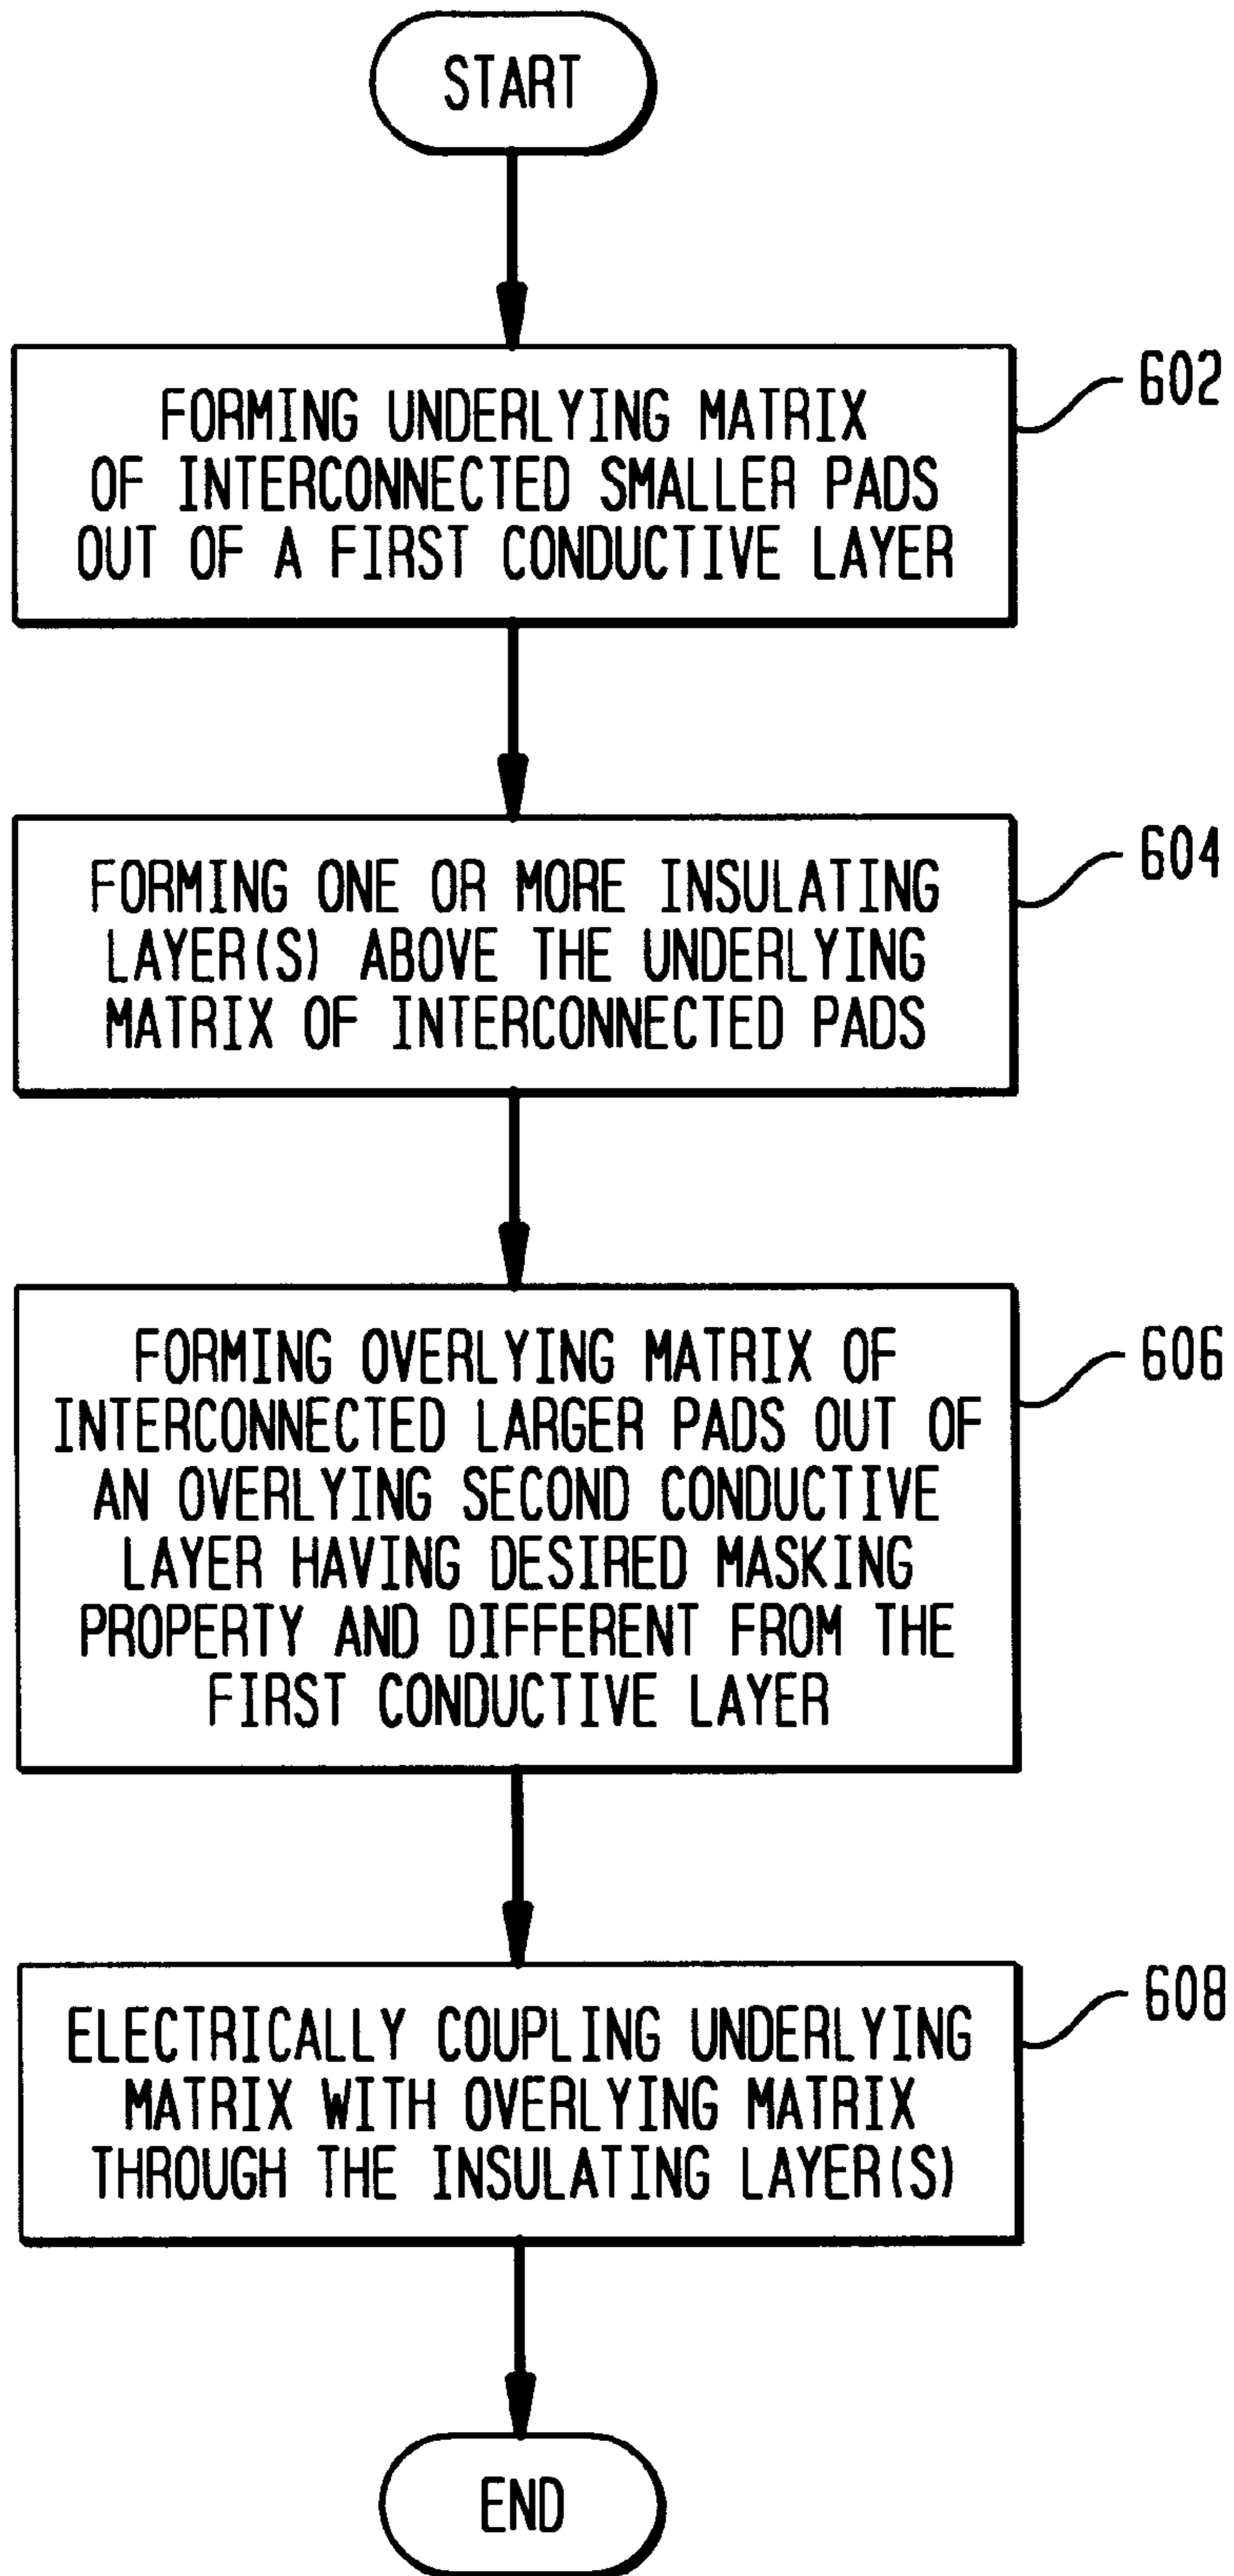 START
FORMING UNDERLYING MATRIX
OF INTERCONNECTED SMALLER PADS
OUT OF A FIRST CONDUCTIVE LAYER
602
FORMING ONE OR MORE INSULATING
LAYER(S) ABOVE THE UNDERLYING
MATRIX OF INTERCONNECTED PADS
604
FORMING OVERLYING MATRIX OF
INTERCONNECTED LARGER PADS OUT OF
AN OVERLYING SECOND CONDUCTIVE
LAYER HAVING DESIRED MASKING
PROPERTY AND DIFFERENT FROM THE
FIRST CONDUCTIVE LAYER
606
ELECTRICALLY COUPLING UNDERLYING
MATRIX WITH OVERLYING MATRIX
THROUGH THE INSULATING LAYER(S)
608
END